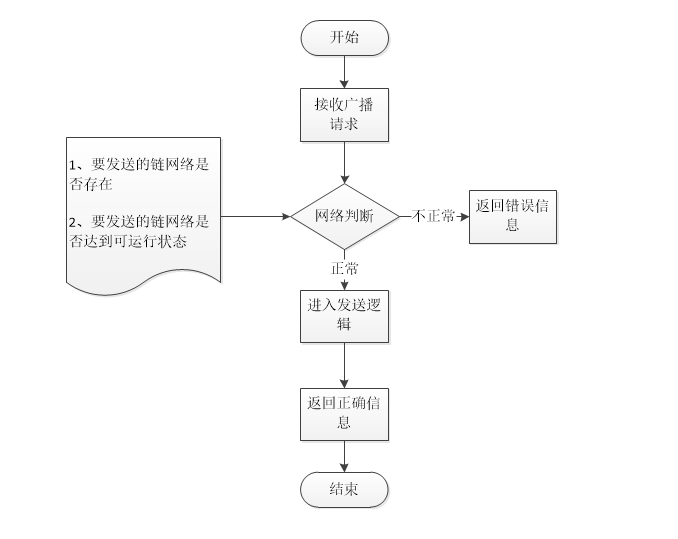 开始
接收广播
请求
1、要发送的链网络是
否存在
2、要发送的链网络是
否达到可运行状态
网络判断
不正常
返回错误信
息
正常
进入发送逻
辑
返回正确信
息
结束